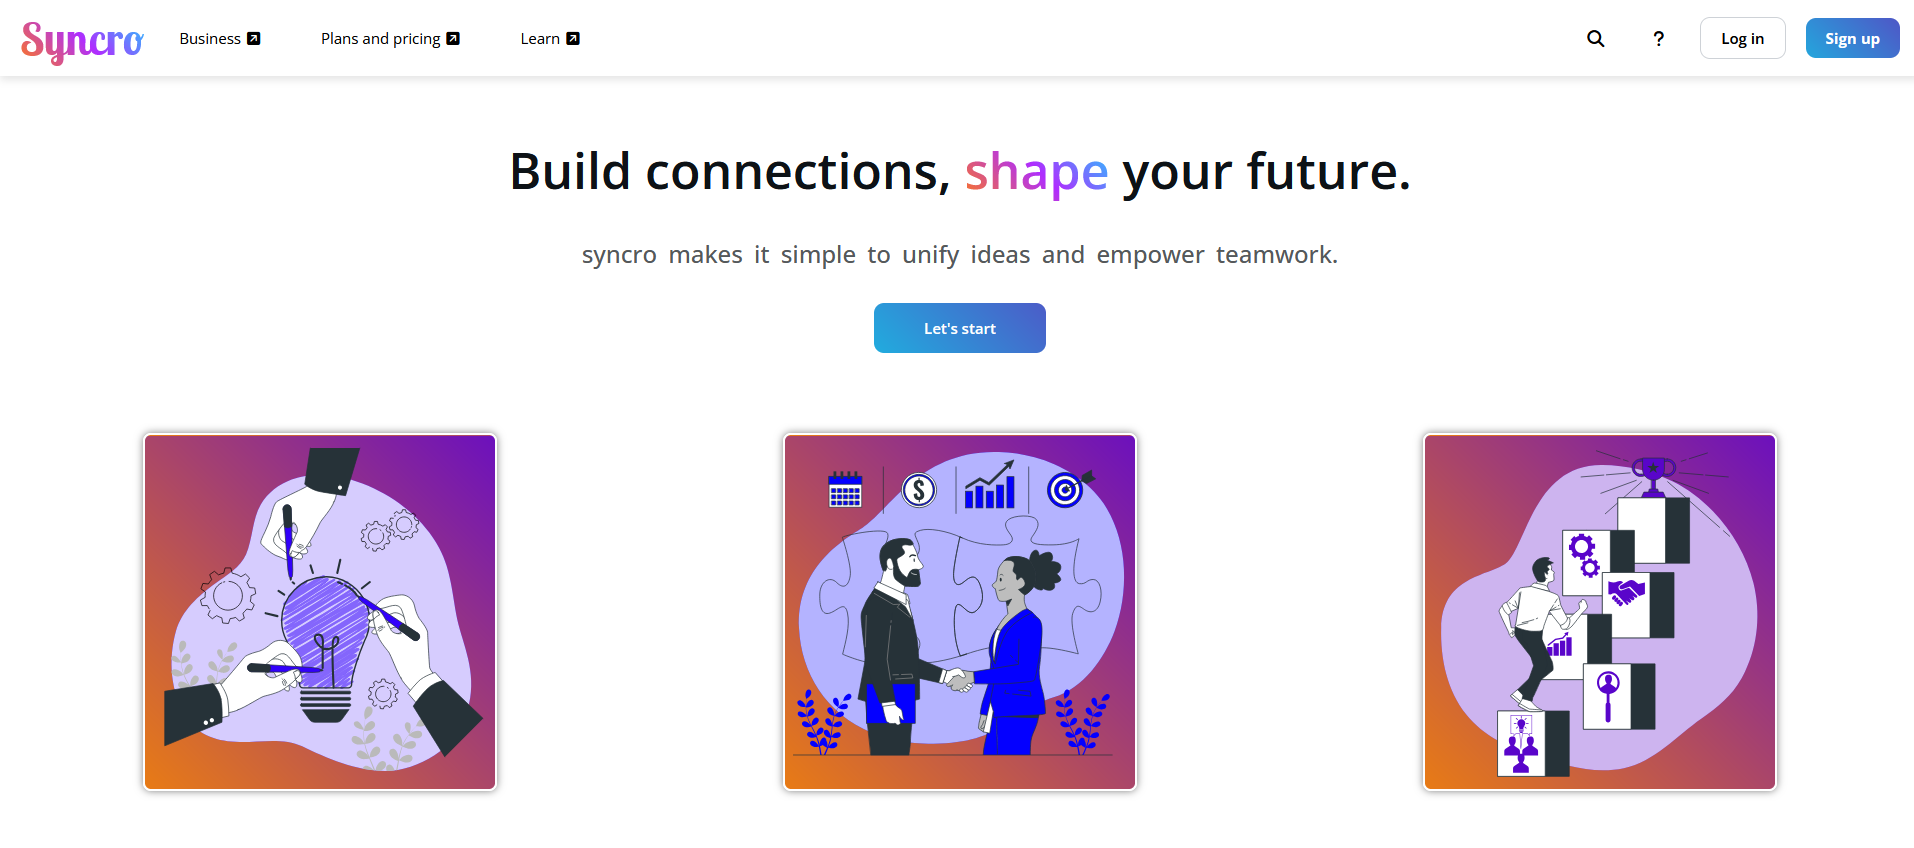 Syncro
Business
Plans and pricing
Learn
?
Log in
Sign up
Build connections, shape your future.
syncro makes it simple to unify ideas and empower teamwork.
Let's start
$